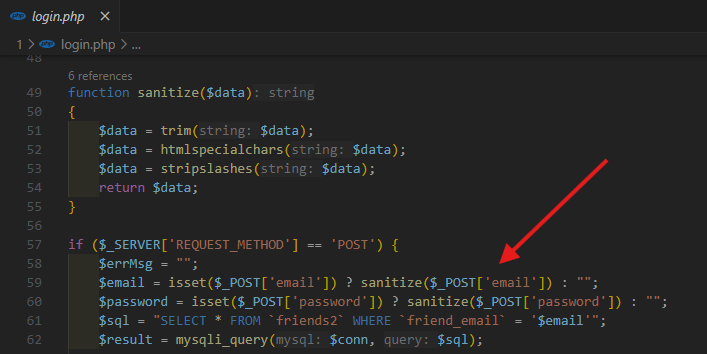 php login.php ×
1 > php login.php > ...
48
6 references
49 function sanitize($data): string
50 {
51 $data = trim(string: $data);
52 $data = htmlspecialchars(string: $data);
53 $data = stripslashes(string: $data);
54 return $data;
55 }
56
57 if ($_SERVER['REQUEST_METHOD'] == 'POST') {
58 $errMsg = "";
59 $email = isset($_POST['email']) ? sanitize($_POST['email']) : "";
60 $password = isset($_POST['password']) ? sanitize($_POST['password']) : "";
61 $sql = "SELECT * FROM `friends2` WHERE `friend_email` = '$email'";
62 $result = mysqli_query(mysql: $conn, query: $sql);